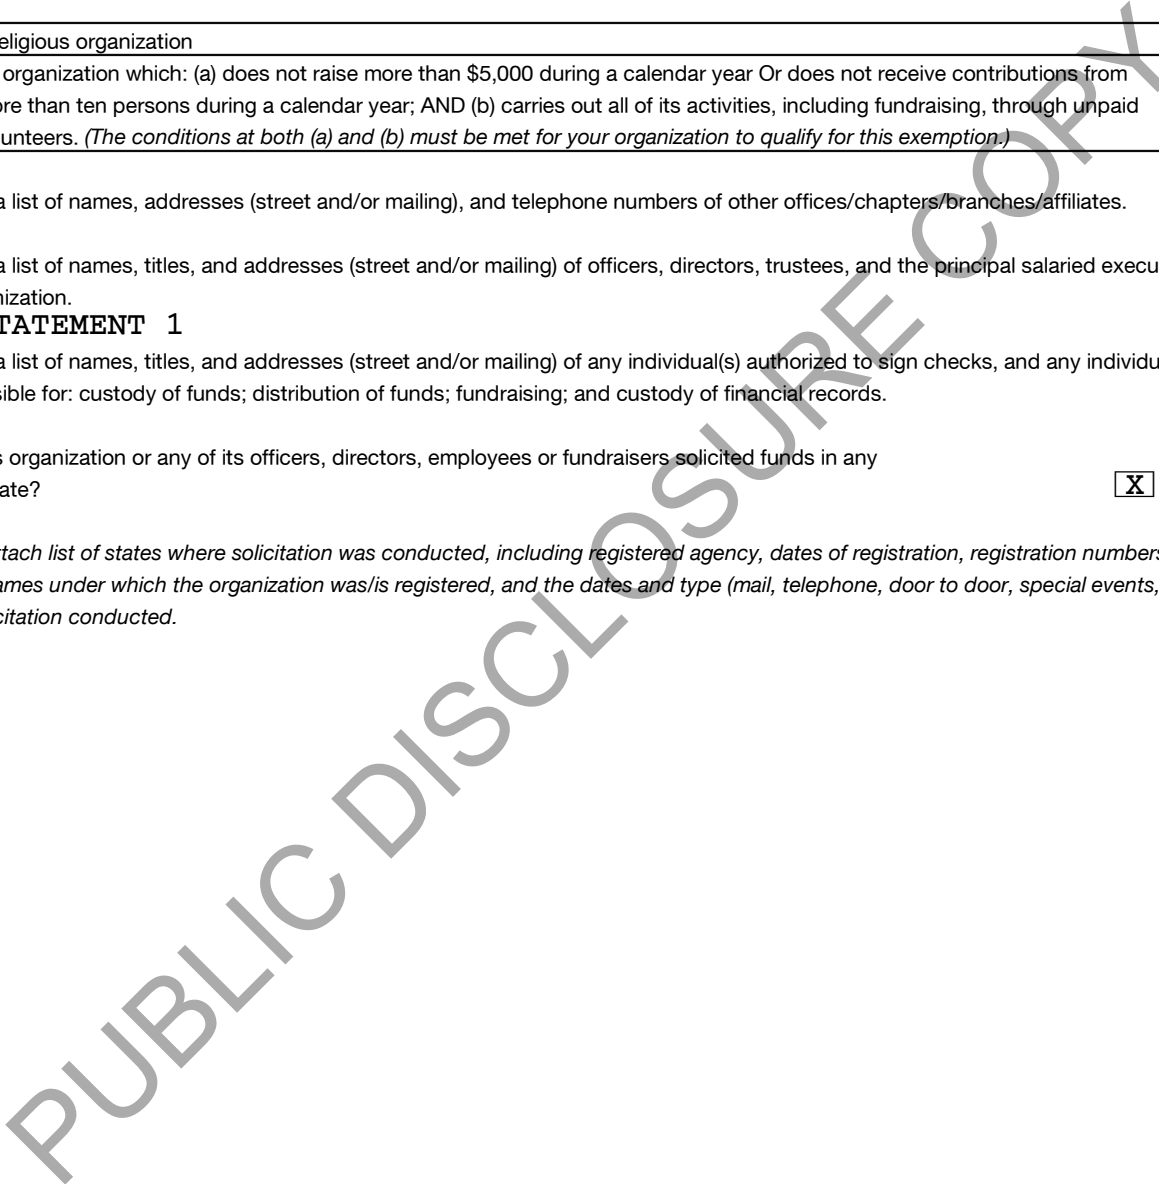 eligious organization
organization which: (a) does not raise more than $5,000 during a calendar year Or does not receive contributions from
ore than ten persons during a calendar year; AND (b) carries out all of its activities, including fundraising, through unpaid
unteers. (The conditions at both (a) and (b) must be met for your organization to qualify for this exemption.)
a list of names, addresses (street and/or mailing), and telephone numbers of other offices/chapters/branches/affiliates.
a list of names, titles, and addresses (street and/or mailing) of officers, directors, trustees, and the principal salaried execu
nization.
TATEMENT 1
a list of names, titles, and addresses (street and/or mailing) of any individual(s) authorized to sign checks, and any individu
sible for: custody of funds; distribution of funds; fundraising; and custody of financial records.
s organization or any of its officers, directors, employees or fundraisers solicited funds in any
ate?
X
ttach list of states where solicitation was conducted, including registered agency, dates of registration, registration numbers
ames under which the organization was/is registered, and the dates and type (mail, telephone, door to door, special events,
citation conducted.
PUBLIC DISCLOSURE COPY